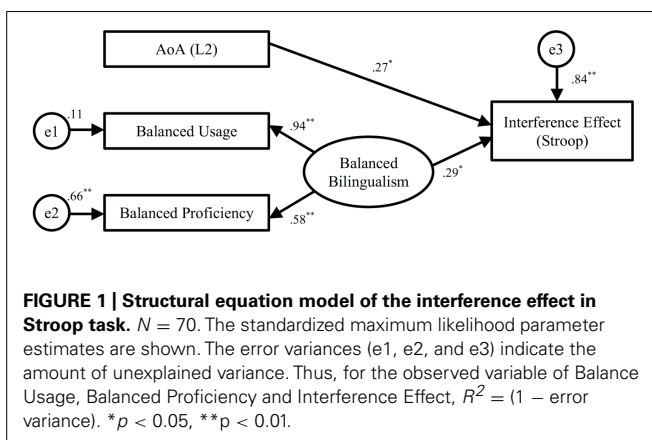 AoA (L2)
e3
.27*
.84**
.11
e1
Balanced Usage
.94**
Interference Effect
(Stroop)
Balanced
Bilingualism
.29*
.66**
e2
Balanced Proficiency
.58**
FIGURE 1 | Structural equation model of the interference effect in
Stroop task. N = 70. The standardized maximum likelihood parameter
estimates are shown. The error variances (e1, e2, and e3) indicate the
amount of unexplained variance. Thus, for the observed variable of Balance
Usage, Balanced Proficiency and Interference Effect, R² = (1 − error
variance). *p < 0.05, **p < 0.01.